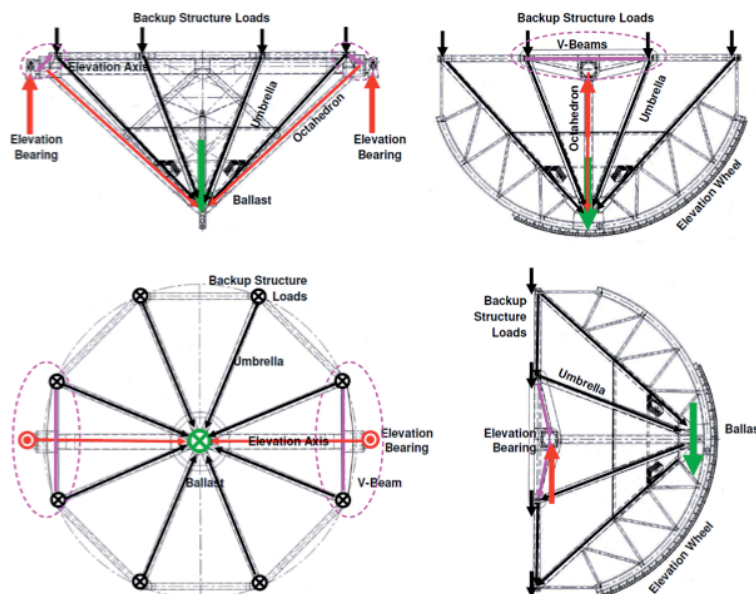 Backup Structure Loads
Elevation Axis
Umbrella
Octahedron
Elevation
Bearing
Elevation
Bearing
Ballast
Backup Structure Loads
V-Beams
Octahedron
Umbrella
Elevation Wheel
Backup Structure
Loads
Umbrella
Elevation Axis
Elevation
Bearing
Ballast
V-Beam
Backup
Structure
Loads
Umbrella
Elevation
Bearing
Ballas
Elevation Wheel